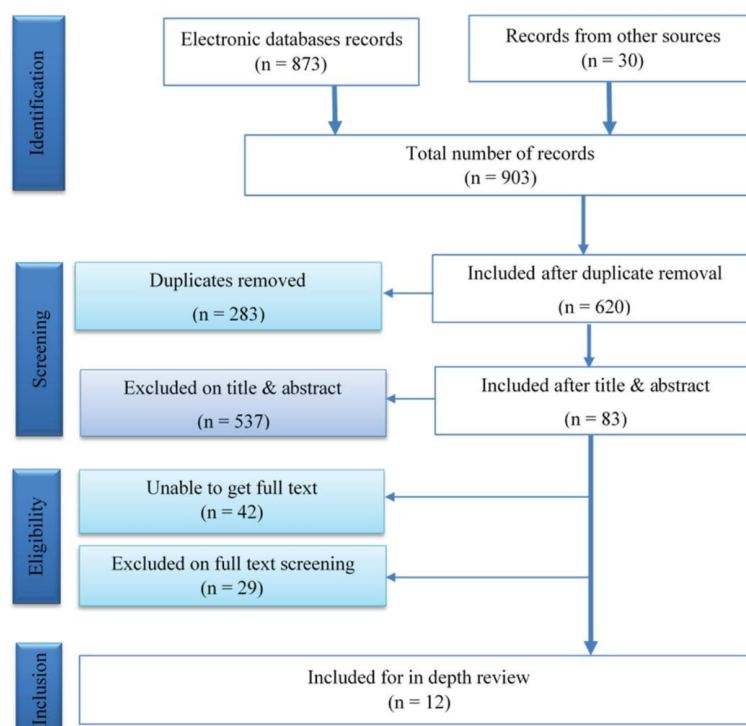 Identification
Electronic databases records
(n = 873)
Records from other sources
(n = 30)
Total number of records
(n = 903)
Screening
Duplicates removed
(n = 283)
Included after duplicate removal
(n = 620)
Excluded on title & abstract
(n = 537)
Included after title & abstract
(n = 83)
Eligibility
Unable to get full text
(n = 42)
Excluded on full text screening
(n = 29)
Inclusion
Included for in depth review
(n = 12)